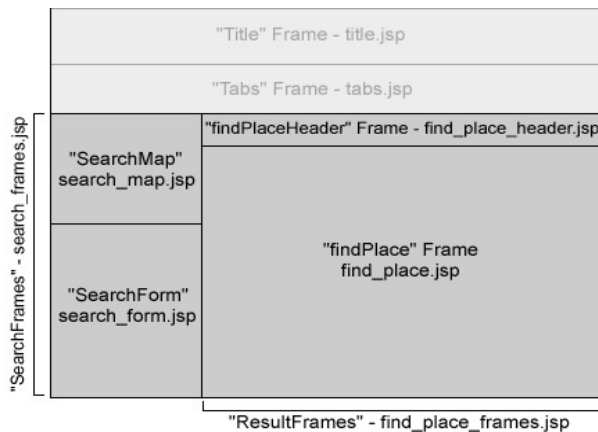 "Title" Frame - title.jsp
"Tabs" Frame - tabs.jsp
"SearchFrames" - search_frames.jsp
"SearchMap"
search_map.jsp
"findPlaceHeader" Frame - find_place_header.jsp
"findPlace" Frame
find_place.jsp
"SearchForm"
search_form.jsp
"ResultFrames" - find_place_frames.jsp